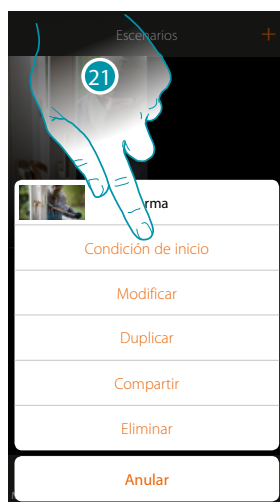 Escenarios
+
21
rma
Condición de inicio
Modificar
Duplicar
Compartir
Eliminar
Anular